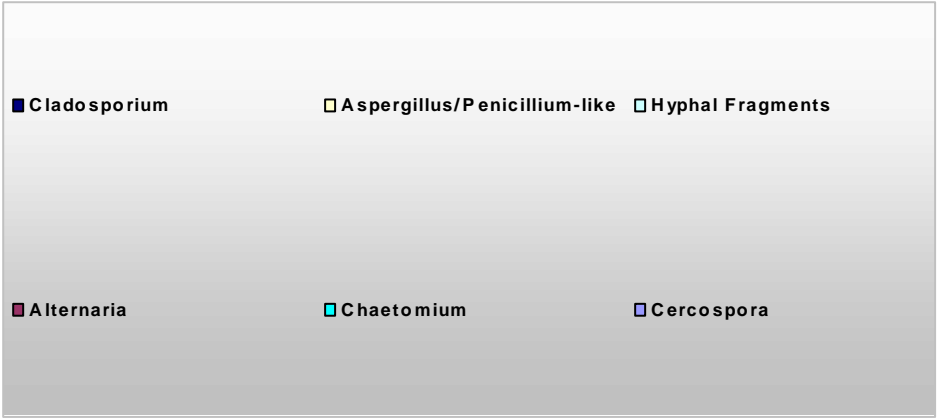 Cladosporium Aspergillus/Penicillium-like Hyphal Fragments
Alternaria Chaetomium Cercospora